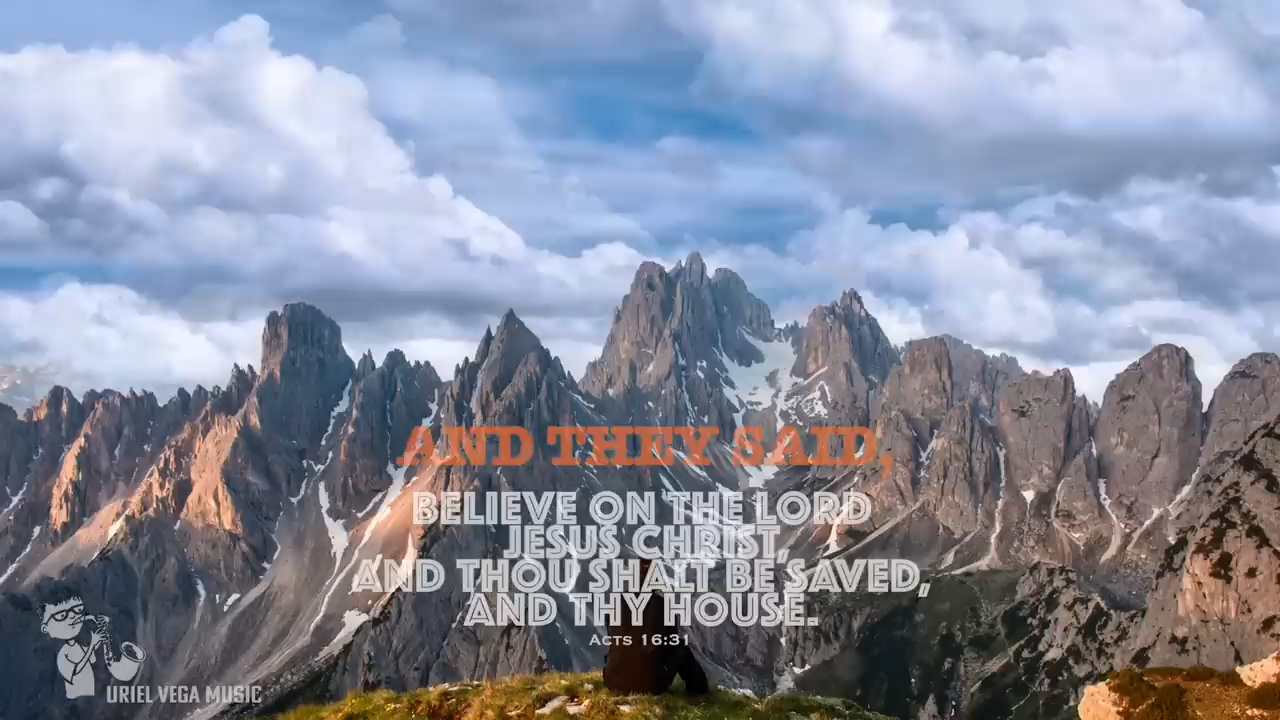 AND THEY SAID,
BELIEVE ON THE LORD
JESUS CHRIST,
AND THOU SHALT BE SAVED,
AND THY HOUSE.
ACTS 16:31
URIEL VEGA MUSIC